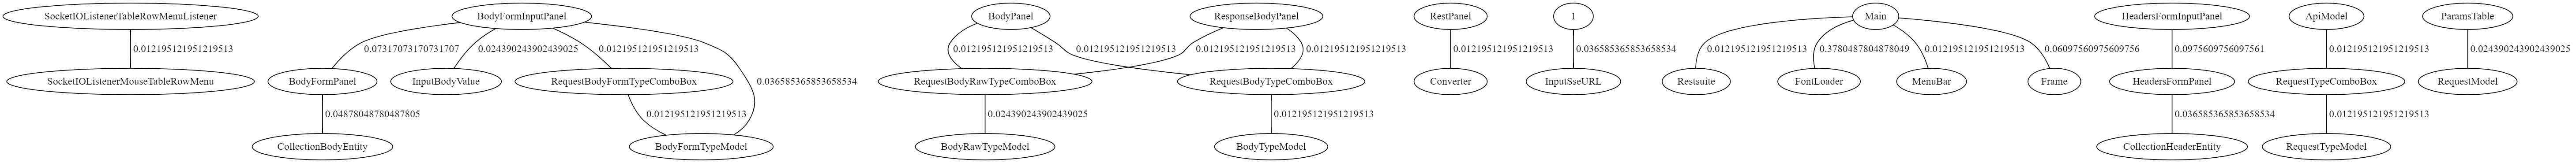 SocketIOListenerTableRowMenuListener
BodyFormInputPanel
BodyPanel
ResponseBodyPanel
RestPanel
1
Main
HeadersFormInputPanel
ApiModel
ParamsTable
0.012195121951219513
0.07317073170731707
0.024390243902439025
0.012195121951219513
0.036585365853658534
0.012195121951219513
0.012195121951219513
0.012195121951219513
0.012195121951219513
0.012195121951219513
0.036585365853658534
0.012195121951219513
0.3780487804878049
0.012195121951219513
0.06097560975609756
0.0975609756097561
0.012195121951219513
0.024390243902439025
SocketIOListenerMouseTableRowMenu
BodyFormPanel
InputBodyValue
RequestBodyFormTypeComboBox
RequestBodyRawTypeComboBox
RequestBodyTypeComboBox
Converter
InputSseURL
Restsuite
FontLoader
MenuBar
Frame
HeadersFormPanel
RequestTypeComboBox
RequestModel
0.04878048780487805
0.012195121951219513
0.024390243902439025
0.012195121951219513
0.036585365853658534
0.012195121951219513
CollectionBodyEntity
BodyFormTypeModel
BodyRawTypeModel
BodyTypeModel
CollectionHeaderEntity
RequestTypeModel